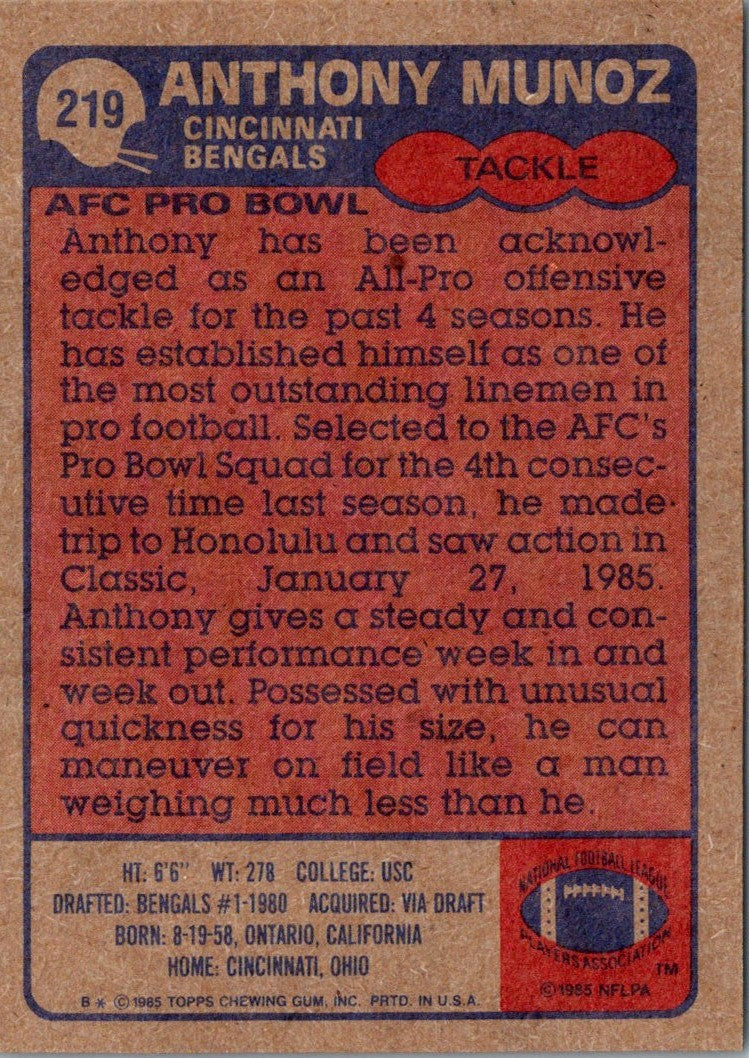 219
ANTHONY MUNOZ
CINCINNATI
BENGALS
TACKLE
AFC PRO BOWL
Anthony has been acknowl-
edged as an All-Pro offensive
tackle for the past 4 seasons. He
has established himself as one of
the most outstanding linemen in
pro football. Selected to the AFC's
Pro Bowl Squad for the 4th consec-
utive time last season, he made
trip to Honolulu and saw action in
Classic, January 27, 1985.
Anthony gives a steady and con-
sistent performance week in and
week out. Possessed with unusual
quickness for his size, he can
maneuver on field like a man
weighing much less than he.
HT: 6'6" WT: 278 COLLEGE: USC
DRAFTED: BENGALS #1-1980 ACQUIRED: VIA DRAFT
BORN: 8-19-58, ONTARIO, CALIFORNIA
HOME: CINCINNATI, OHIO
B* ©1985 TOPPS CHEWING GUM, INC. PRTD. IN U.S.A.
NATIONAL FOOTBALL LEAGUE
PLAYERS ASSOCIATION
TM
©1985 NFLPA